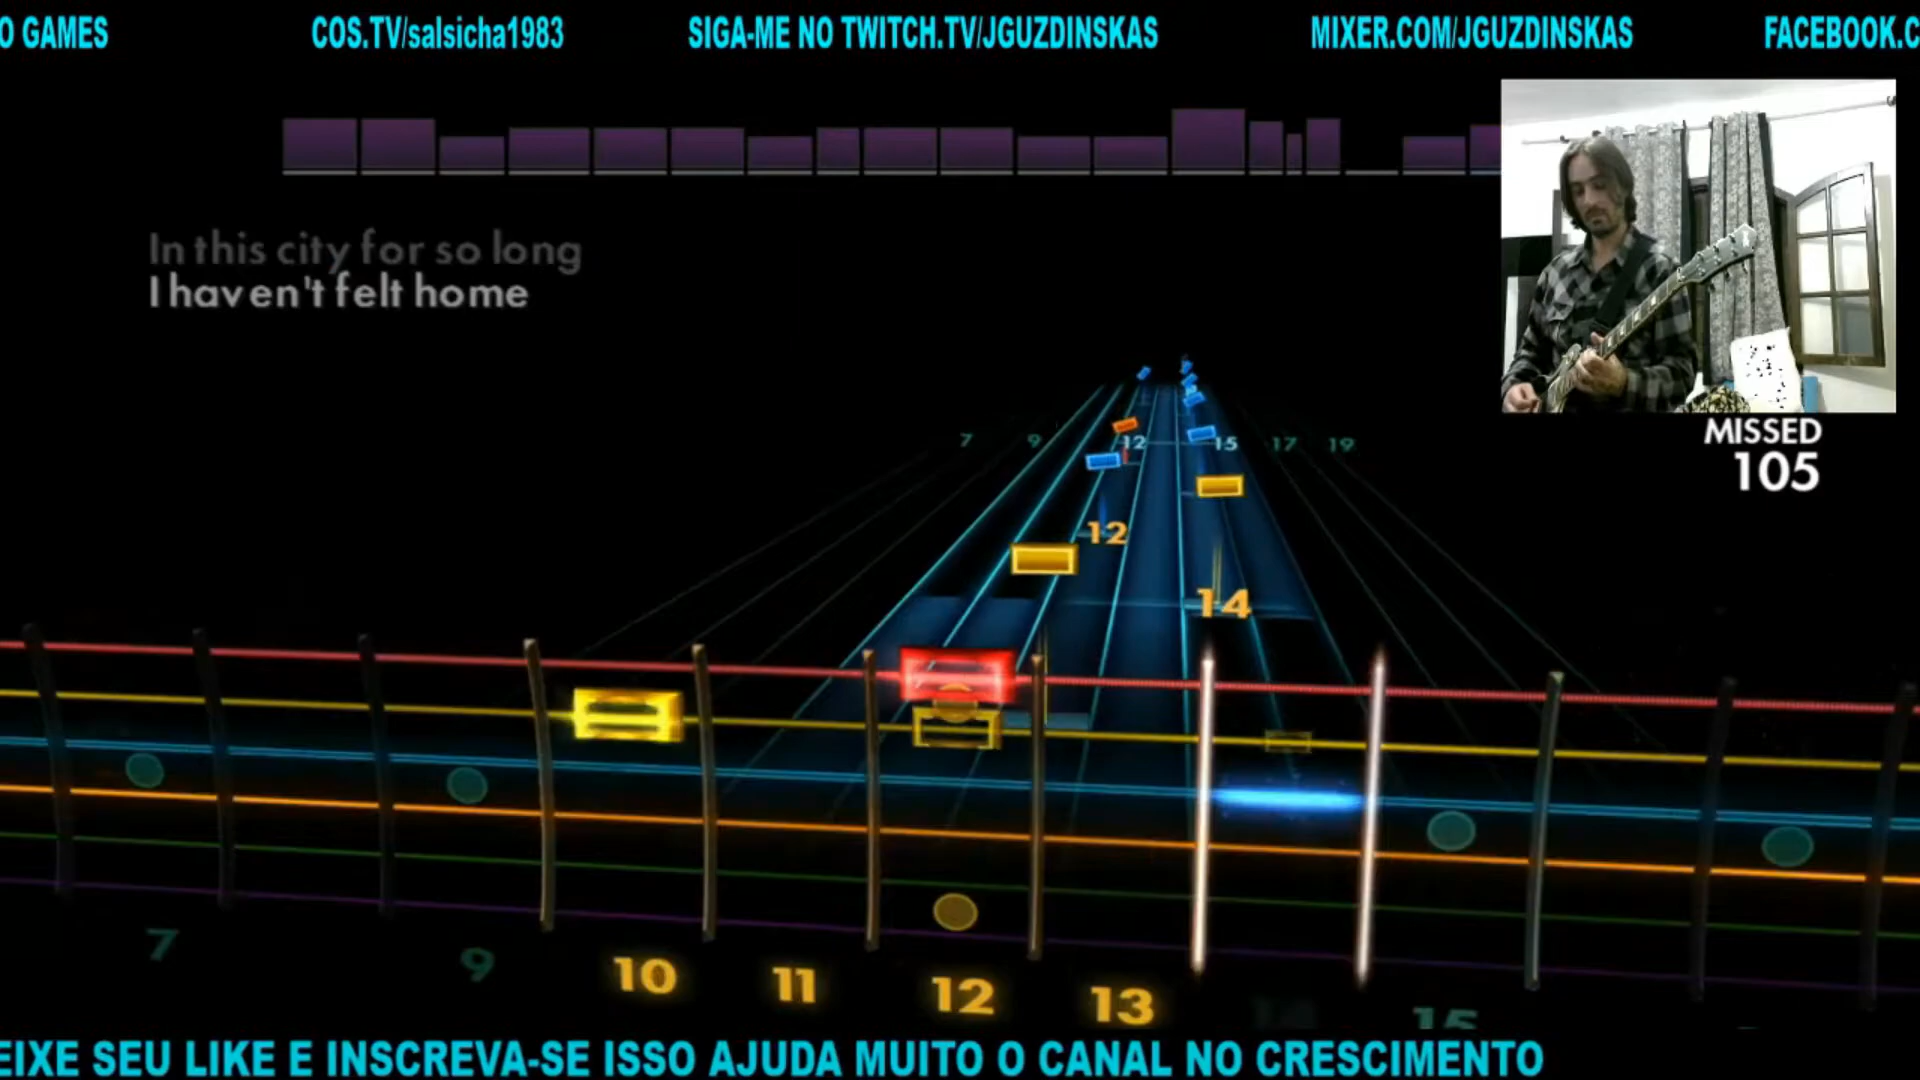 O GAMES COS.TV/salsicha1983 SIGA-ME NO TWITCH.TV/JGUZDINSKAS MIXER.COM/JGUZDINSKAS FACEBOOK.C
In this city for so long
I haven't felt home
MISSED
105
7 9 12 15 17 19
12
14
7 9 10 11 12 13 14 15
EIXE SEU LIKE E INSCREVA-SE ISSO AJUDA MUITO O CANAL NO CRESCIMENTO